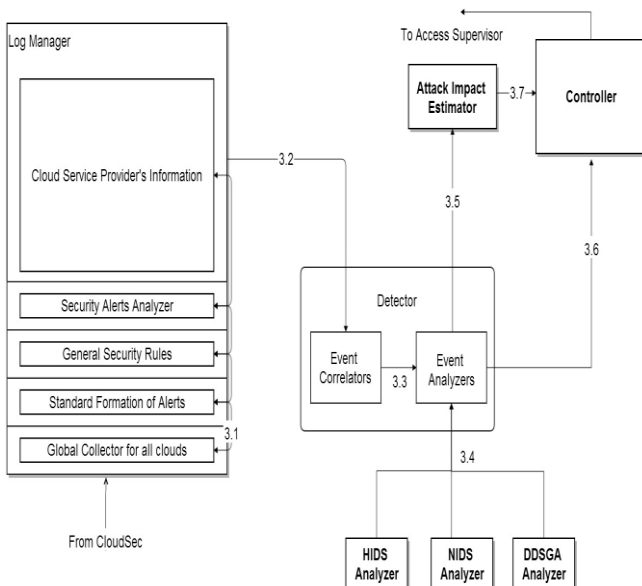 Log Manager
Cloud Service Provider's Information
Security Alerts Analyzer
General Security Rules
Standard Formation of Alerts
Global Collector for all clouds
3.1
From CloudSec
3.2
To Access Supervisor
Attack Impact
Estimator
3.7
Controller
3.5
3.6
Detector
Event
Correlators
3.3
Event
Analyzers
3.4
HIDS
Analyzer
NIDS
Analyzer
DDSGA
Analyzer